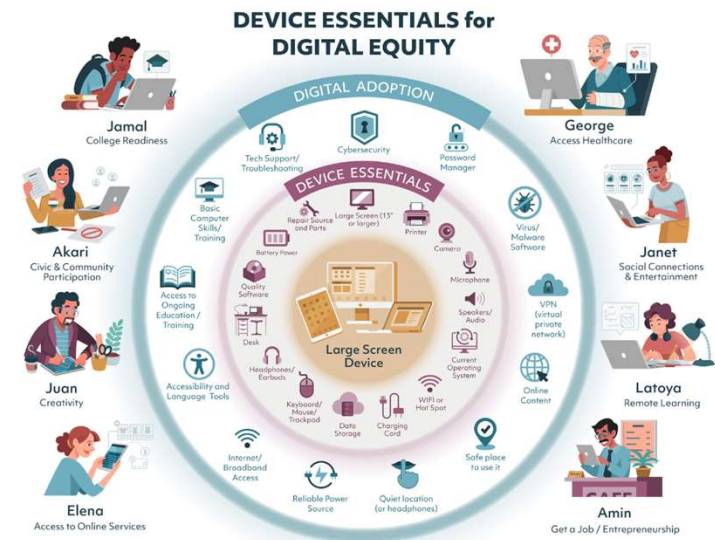 DEVICE ESSENTIALS for
DIGITAL EQUITY
DIGITAL ADOPTION
Tech Support/
Troubleshooting
Cybersecurity
Password
Manager
Virus/
Malware
Software
VPN
(virtual
private
network)
Online
Content
Safe place
to use it
Quiet location
(or headphones)
Reliable Power
Source
Internet/
Broadband
Access
Accessibility and
Language Tools
Access to
Ongoing
Education /
Training
Basic
Computer
Skills/
Training
DEVICE ESSENTIALS
Repair Source
and Parts
Large Screen (13"
or larger)
Printer
Camera
Microphone
Speakers/
Audio
Current
Operating
System
WIFI or
Hot Spot
Charging
Cord
Data
Storage
Keyboard/
Mouse/
Trackpad
Headphones/
Earbuds
Desk
Quality
Software
Battery Power
Large Screen
Device
Jamal
College Readiness
Akari
Civic & Community
Participation
Juan
Creativity
Elena
Access to Online Services
George
Access Healthcare
Janet
Social Connections
& Entertainment
Latoya
Remote Learning
CAFE
Amin
Get a Job / Entrepreneurship